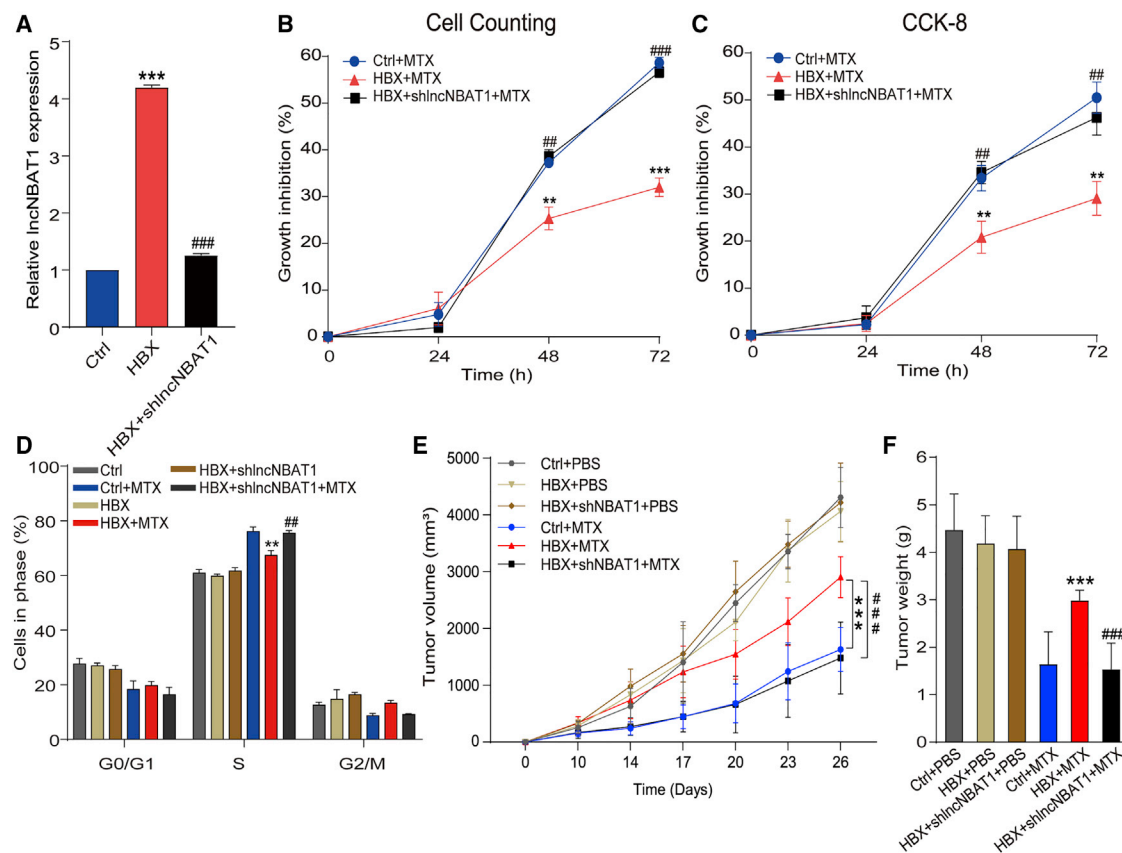 A
Relative lncNBAT1 expression
5
4
3
2
1
0
***
###
Ctrl
HBX
HBX+shlncNBAT1
B
Cell Counting
Growth inhibition (%)
60
50
40
30
20
10
0
Ctrl+MTX
HBX+MTX
HBX+shlncNBAT1+MTX
##
**
###
***
0 24 48 72
Time (h)
C
CCK-8
Growth inhibition (%)
60
50
40
30
20
10
0
Ctrl+MTX
HBX+MTX
HBX+shlncNBAT1+MTX
##
**
##
**
0 24 48 72
Time (h)
D
Cells in phase (%)
100
80
60
40
20
0
Ctrl
Ctrl+MTX
HBX
HBX+MTX
HBX+shlncNBAT1
HBX+shlncNBAT1+MTX
**
##
G0/G1 S G2/M
E
Tumor volume (mm³)
5000
4000
3000
2000
1000
0
Ctrl+PBS
HBX+PBS
HBX+shNBAT1+PBS
Ctrl+MTX
HBX+MTX
HBX+shNBAT1+MTX
***
###
0 10 14 17 20 23 26
Time (Days)
F
Tumor weight (g)
6
5
4
3
2
1
0
***
###
Ctrl+PBS
HBX+PBS
HBX+shlncNBAT1+PBS
Ctrl+MTX
HBX+MTX
HBX+shlncNBAT1+MTX